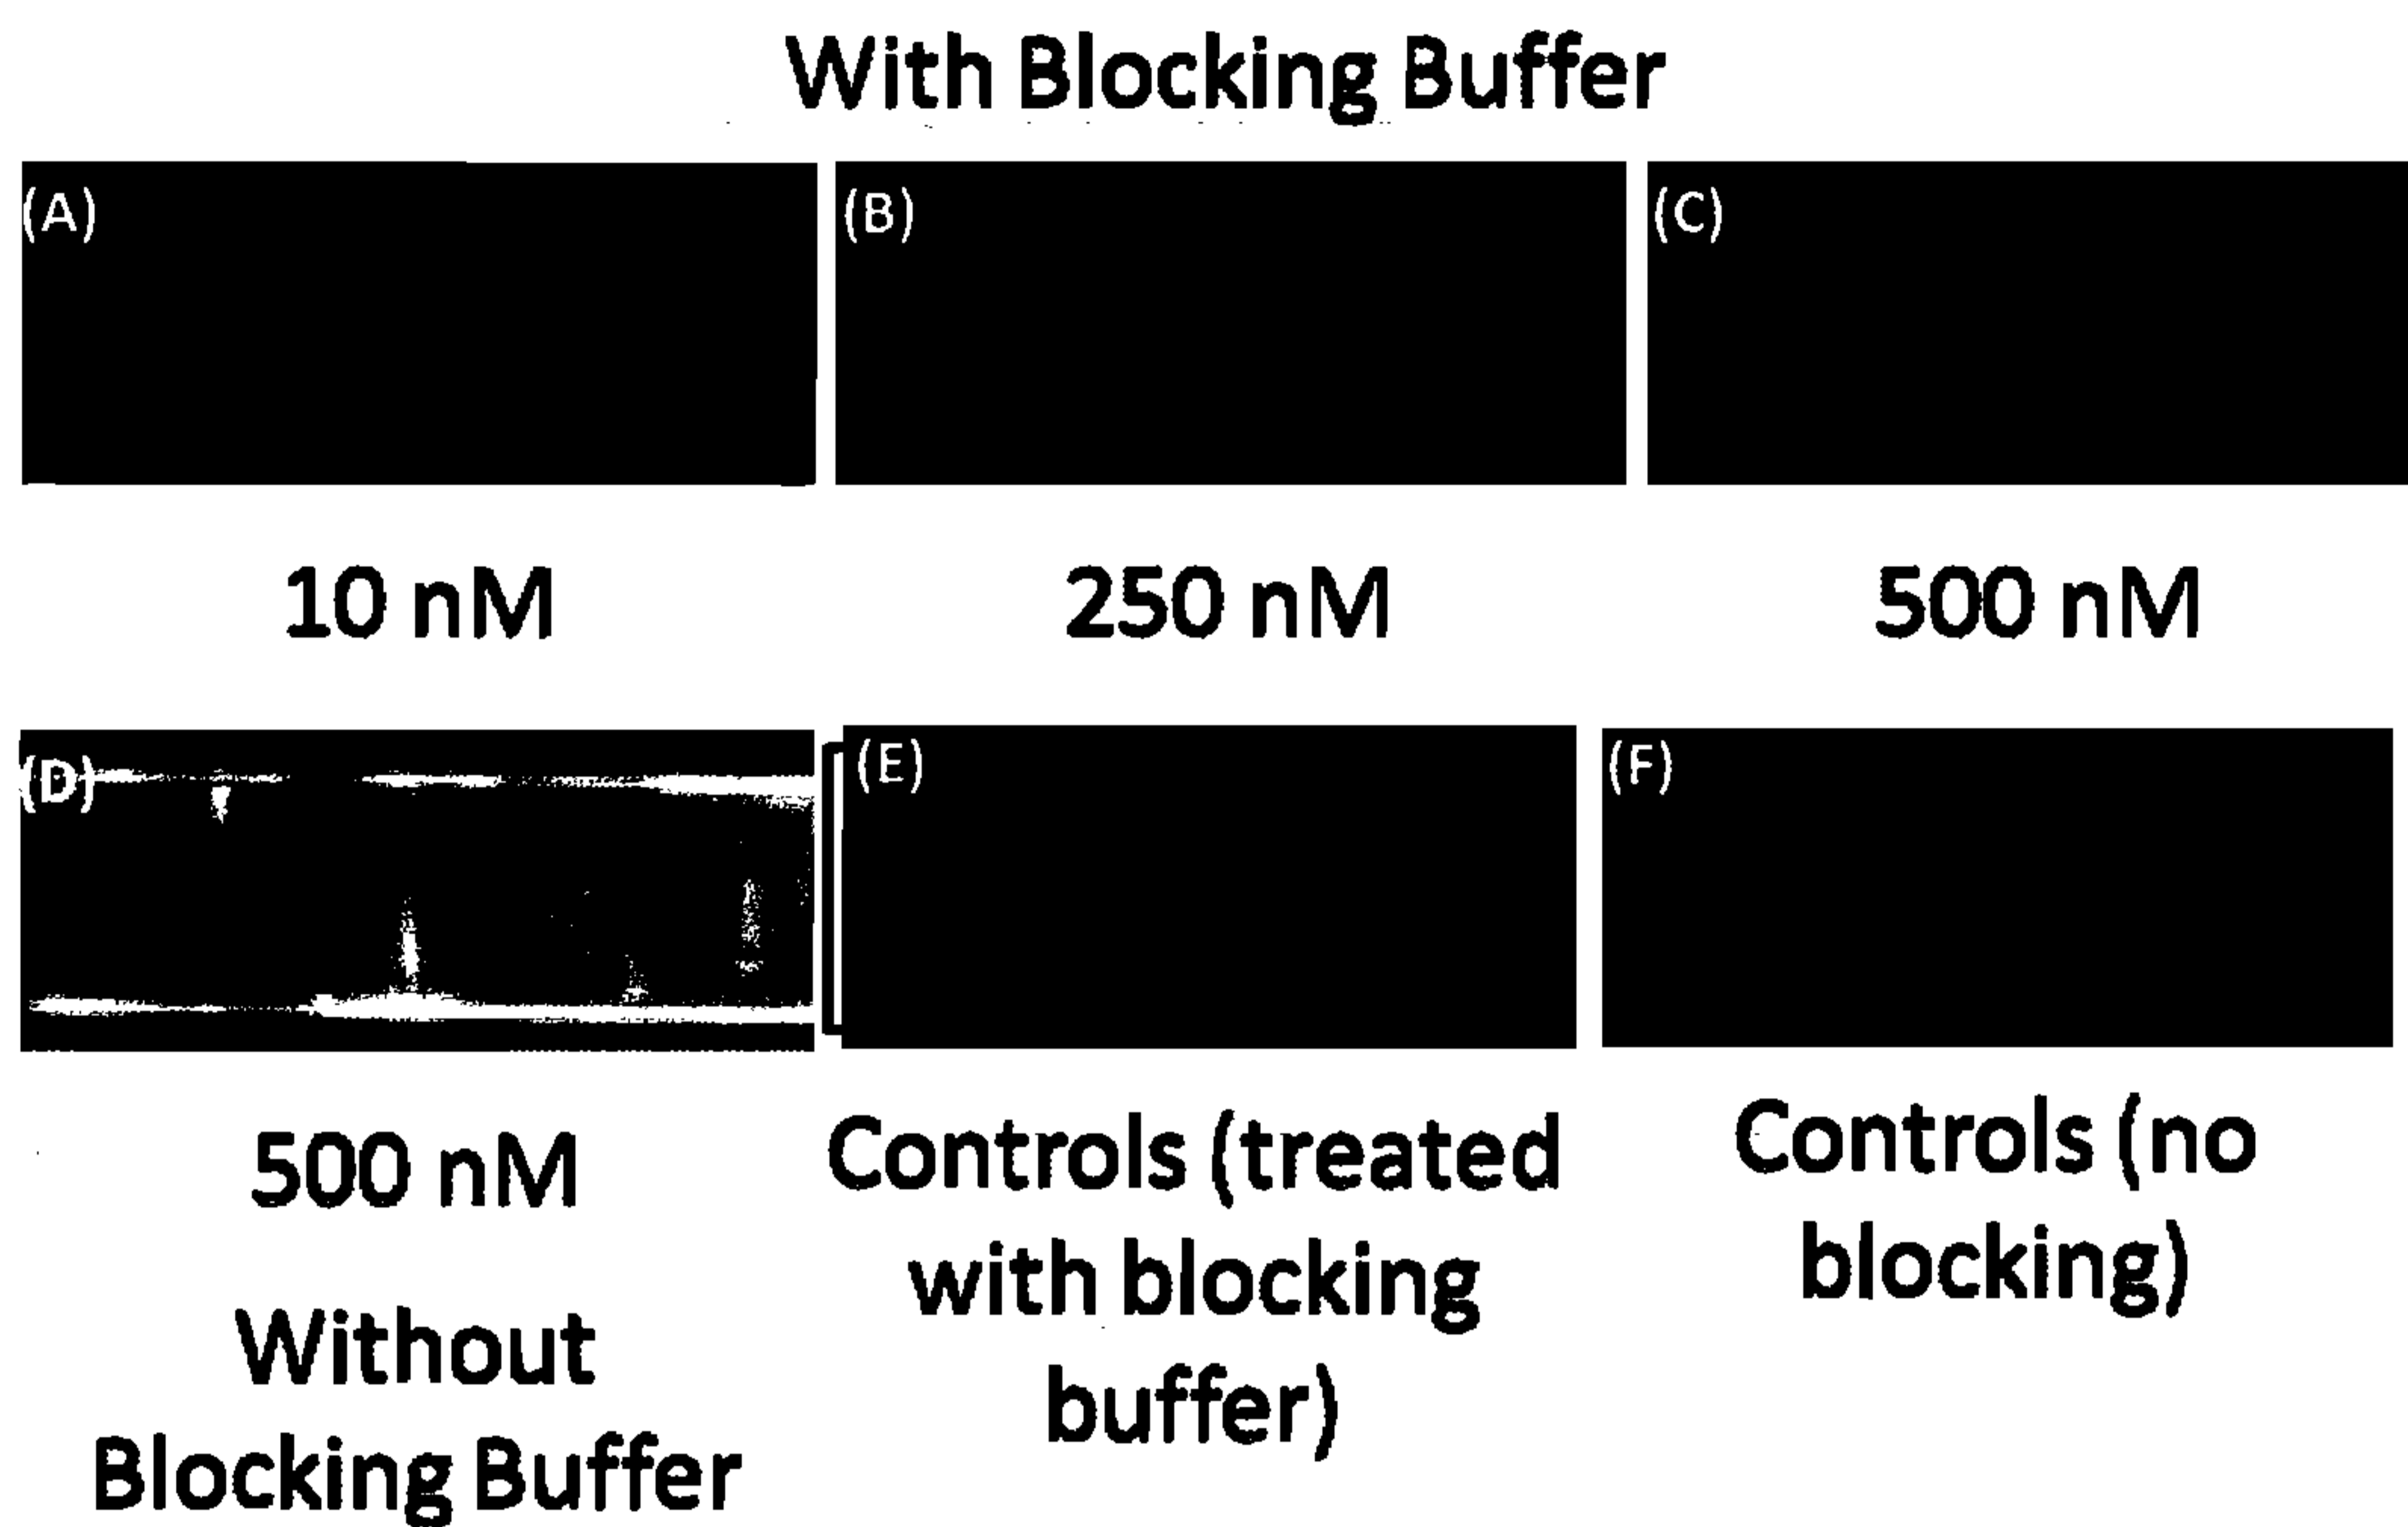 With Blocking Buffer
(A)
(B)
(C)
10 nM
250 nM
500 nM
(D)
(E)
(F)
500 nM
Without
Blocking Buffer
Controls (treated
with blocking
buffer)
Controls (no
blocking)